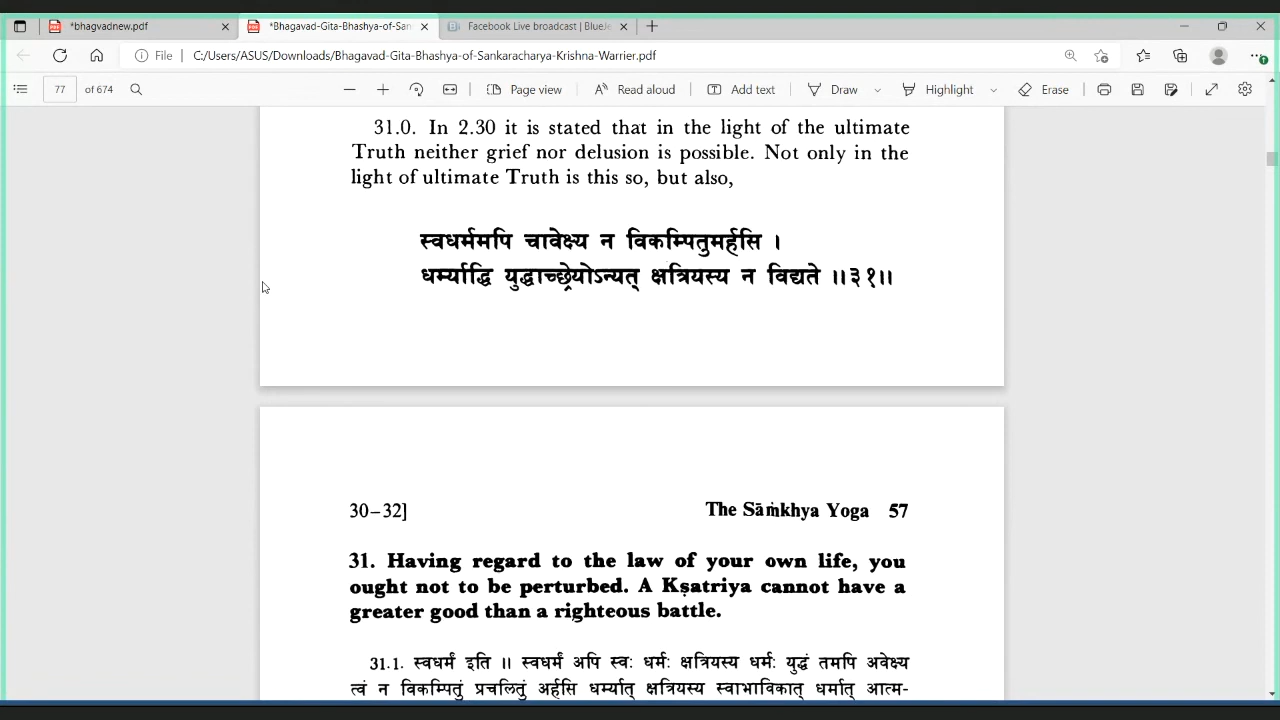 *bhagvadnew.pdf
*Bhagavad-Gita-Bhashya-of-San
Facebook Live broadcast | BlueJe
File
C:/Users/ASUS/Downloads/Bhagavad-Gita-Bhashya-of-Sankaracharya-Krishna-Warrier.pdf
77 of 674
Page view
Read aloud
Add text
Draw
Highlight
Erase
31.0. In 2.30 it is stated that in the light of the ultimate
Truth neither grief nor delusion is possible. Not only in the
light of ultimate Truth is this so, but also,
स्वधर्ममपि चावेक्ष्य न विकम्पितुमर्हसि ।
धर्म्याद्धि युद्धाच्छ्रेयोऽन्यत् क्षत्रियस्य न विद्यते ॥३१॥
30–32]
The Sāṁkhya Yoga 57
31. Having regard to the law of your own life, you
ought not to be perturbed. A Kṣatriya cannot have a
greater good than a righteous battle.
31.1. स्वधर्मं इति ॥ स्वधर्मं अपि स्वः धर्मः क्षत्रियस्य धर्मः युद्धं तमपि अवेक्ष्य
त्वं न विकम्पितुं प्रचलितुं अर्हसि धर्म्यात् क्षत्रियस्य स्वाभाविकात् धर्मात् आत्म-